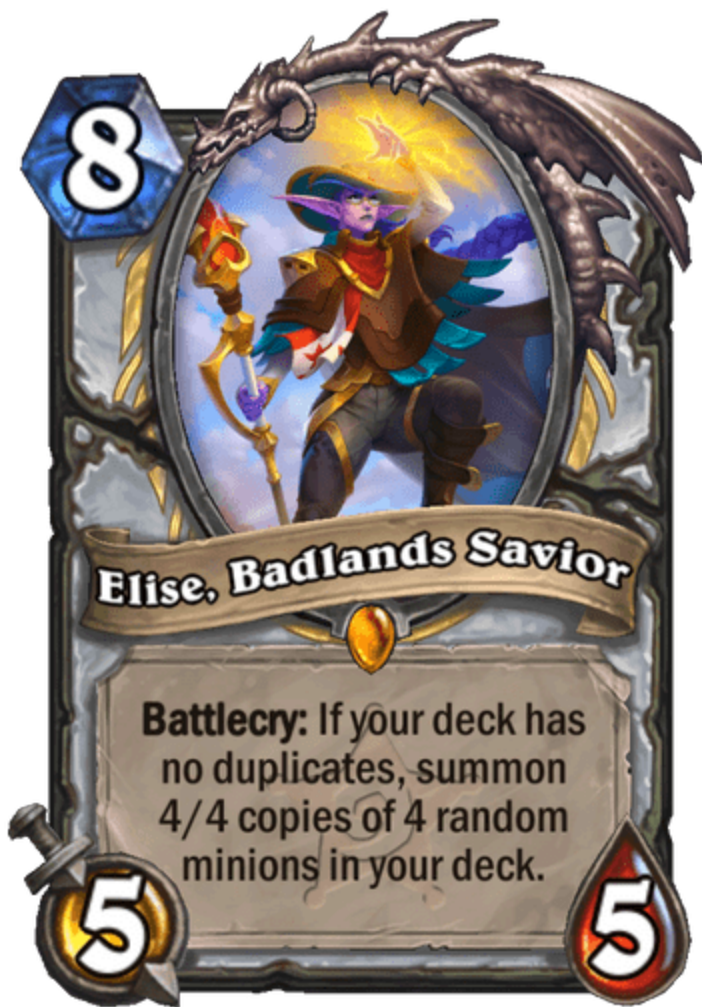 8
Elise, Badlands Savior
Battlecry: If your deck has
no duplicates, summon
4/4 copies of 4 random
minions in your deck.
5
5